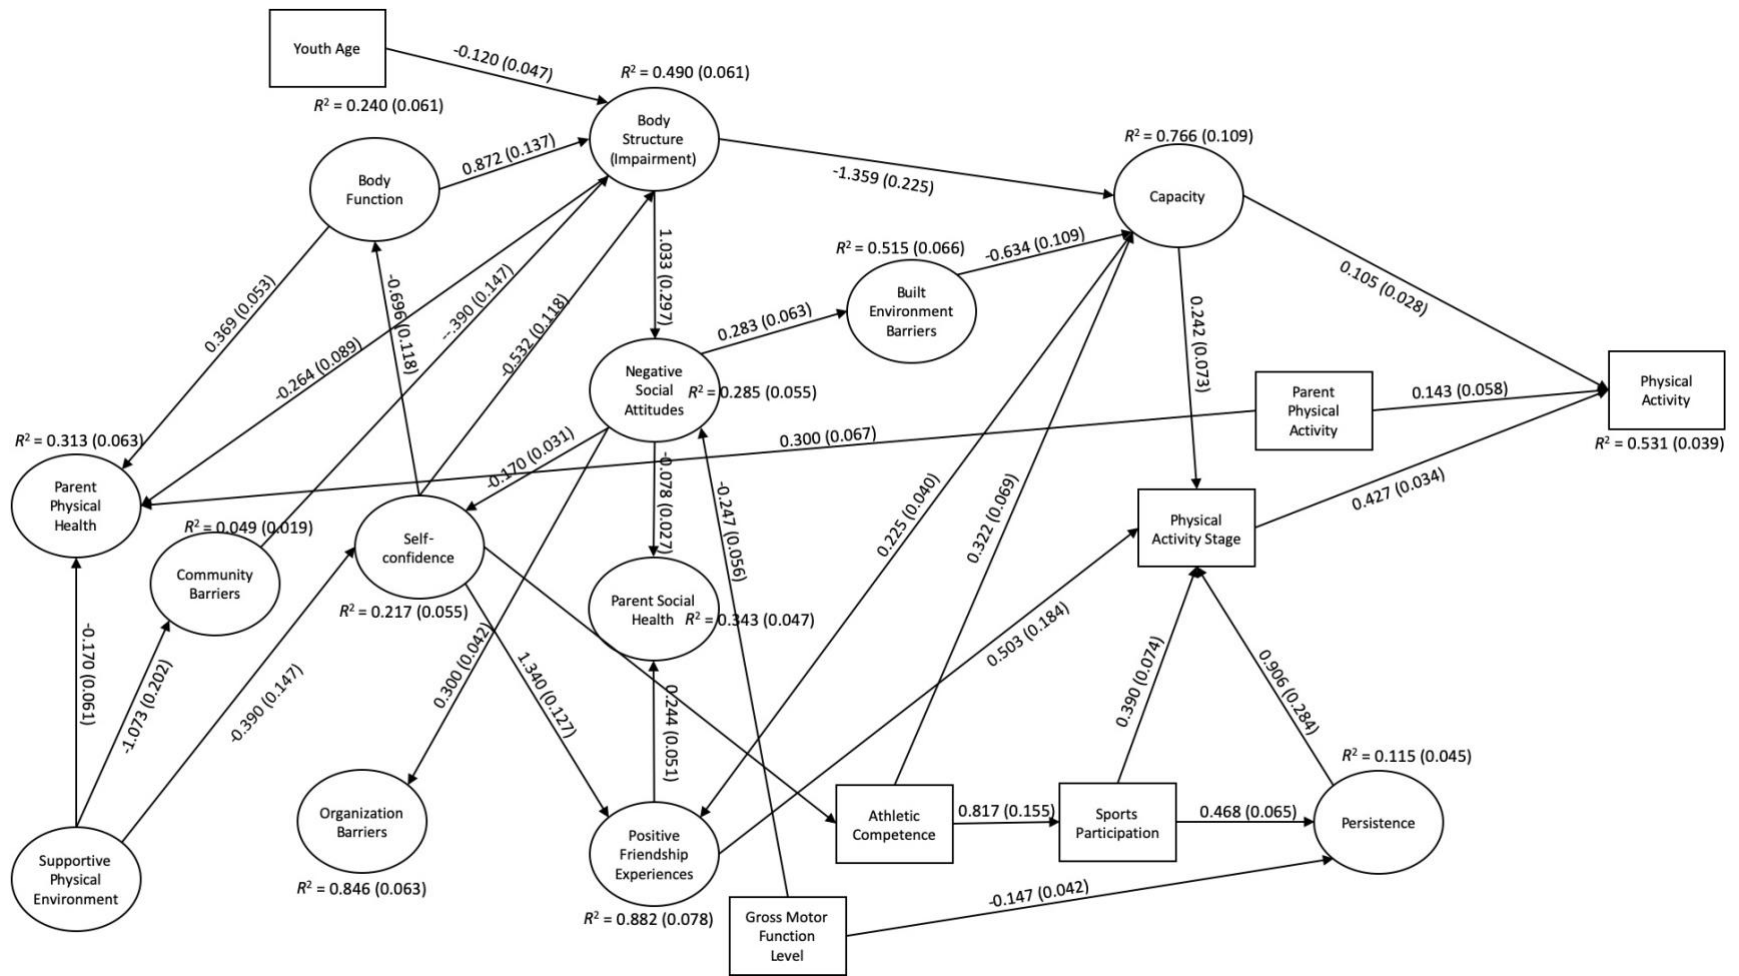 Youth Age
-0.120 (0.047)
R² = 0.490 (0.061)
R² = 0.240 (0.061)
Body
Structure
(Impairment)
R² = 0.766 (0.109)
0.872 (0.137)
Body
Function
-1.359 (0.225)
Capacity
1.033 (0.297)
R² = 0.515 (0.066)
-0.634 (0.109)
0.105 (0.028)
0.369 (0.053)
-0.696 (0.118)
--.390 (0.147)
-0.532 (0.118)
0.283 (0.063)
Built
Environment
Barriers
0.242 (0.073)
-0.264 (0.089)
Negative
Social
Attitudes
R² = 0.285 (0.055)
Parent
Physical
Activity
0.143 (0.058)
Physical
Activity
R² = 0.531 (0.039)
R² = 0.313 (0.063)
0.300 (0.067)
-0.170 (0.031)
-0.078 (0.027)
-0.247 (0.056)
0.225 (0.040)
0.322 (0.069)
0.427 (0.034)
Parent
Physical
Health
R² = 0.049 (0.019)
Self-
confidence
Physical
Activity Stage
Community
Barriers
R² = 0.217 (0.055)
Parent Social
Health
R² = 0.343 (0.047)
0.503 (0.184)
-0.170 (0.061)
-1.073 (0.202)
-0.390 (0.147)
0.300 (0.042)
1.340 (0.127)
0.244 (0.051)
0.390 (0.074)
0.906 (0.284)
R² = 0.115 (0.045)
Organization
Barriers
R² = 0.846 (0.063)
Positive
Friendship
Experiences
R² = 0.882 (0.078)
Athletic
Competence
0.817 (0.155)
Sports
Participation
0.468 (0.065)
Persistence
Supportive
Physical
Environment
-0.147 (0.042)
Gross Motor
Function
Level